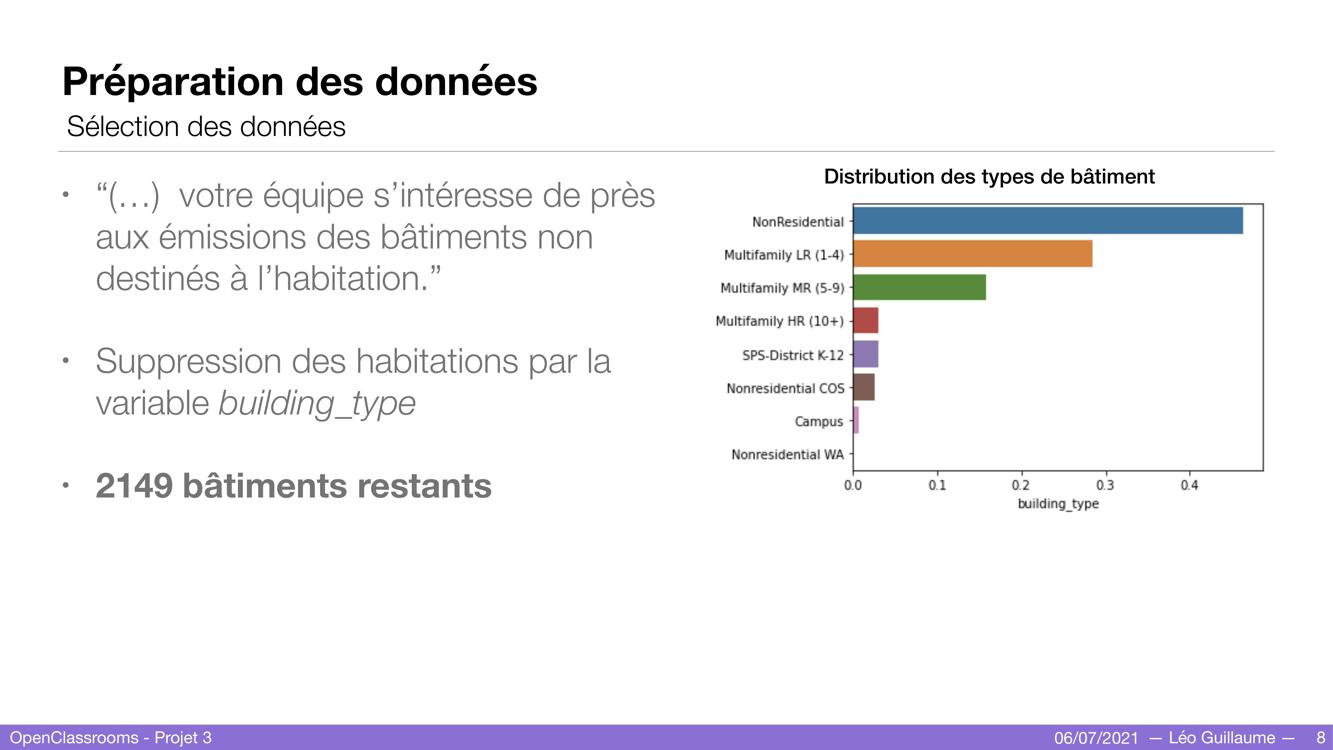 Préparation des données
Sélection des données
• “(…)  votre équipe s’intéresse de près
aux émissions des bâtiments non
destinés à l’habitation.”
• Suppression des habitations par la
variable building_type
• 2149 bâtiments restants
Distribution des types de bâtiment
NonResidential
Multifamily LR (1-4)
Multifamily MR (5-9)
Multifamily HR (10+)
SPS-District K-12
Nonresidential COS
Campus
Nonresidential WA
0.0 0.1 0.2 0.3 0.4
building_type
OpenClassrooms - Projet 3
06/07/2021 — Léo Guillaume — 8